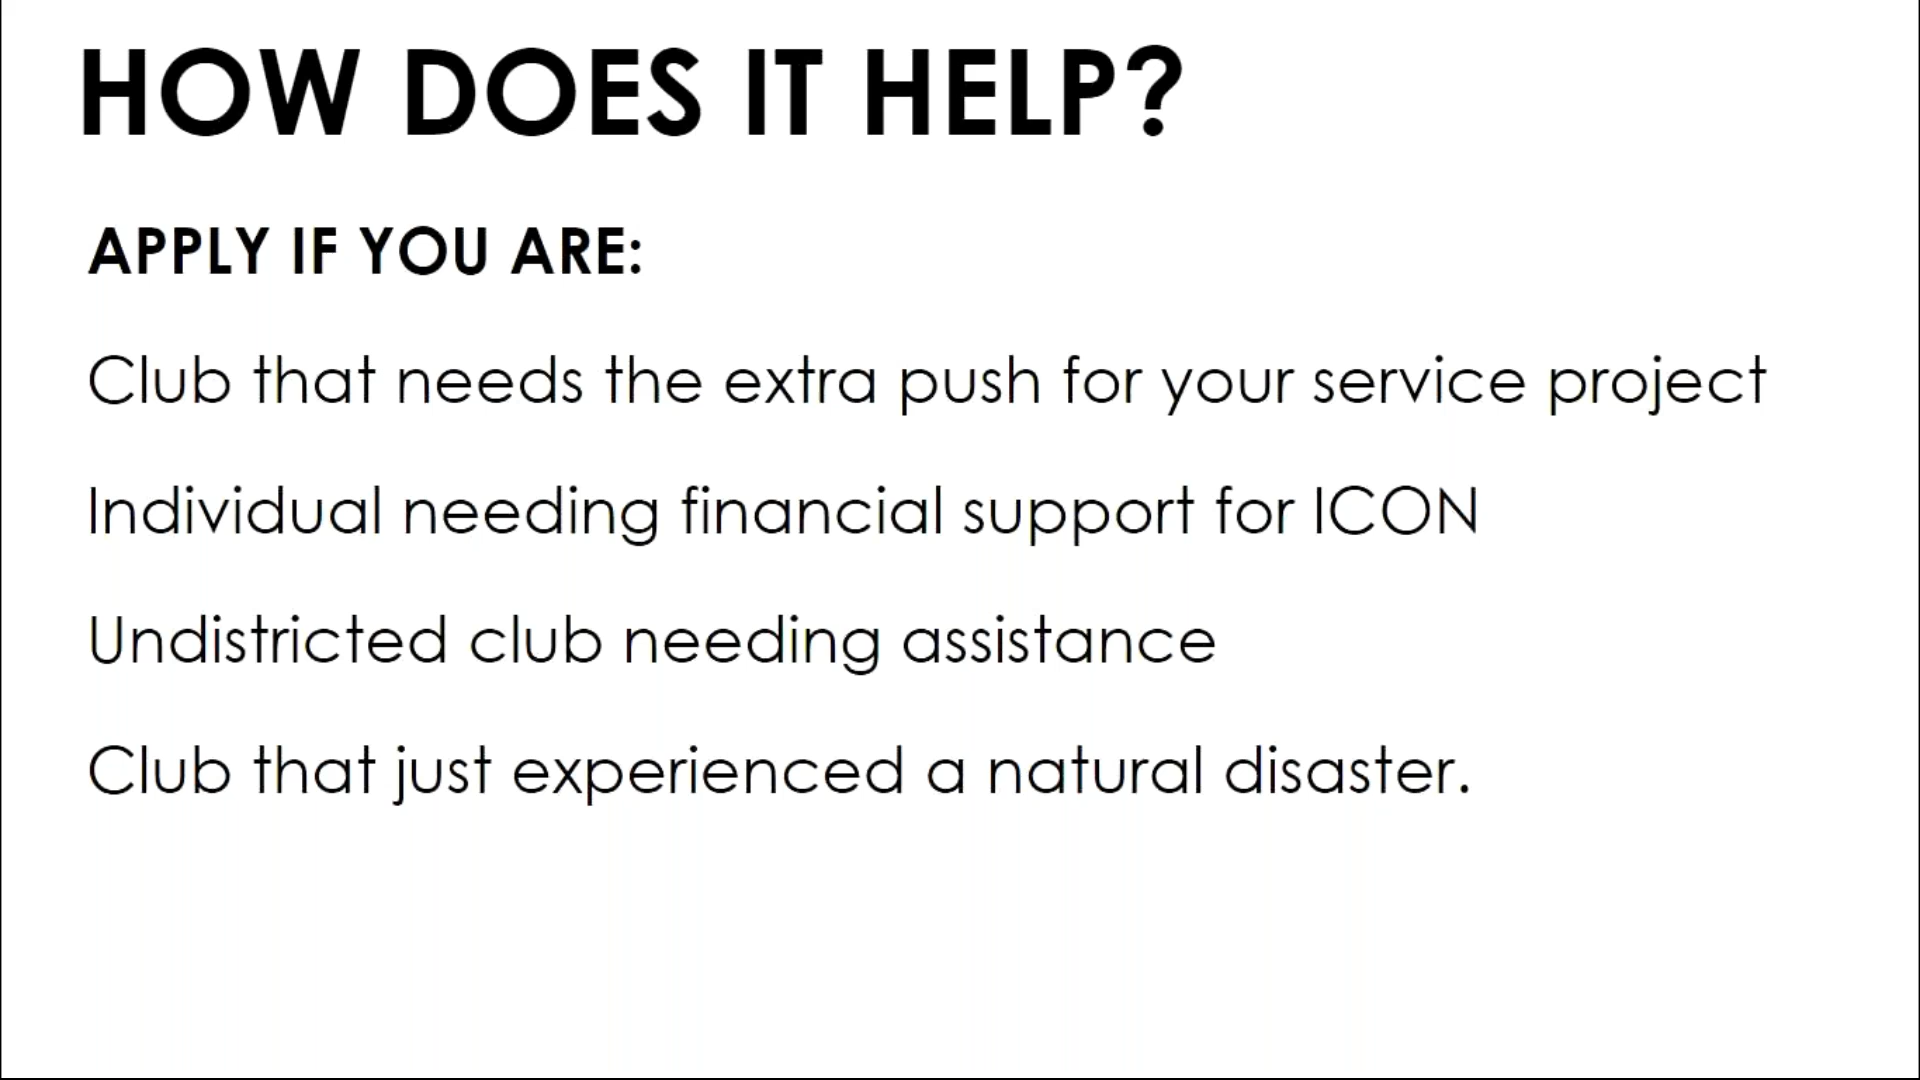 HOW DOES IT HELP?
APPLY IF YOU ARE:
Club that needs the extra push for your service project
Individual needing financial support for ICON
Undistricted club needing assistance
Club that just experienced a natural disaster.